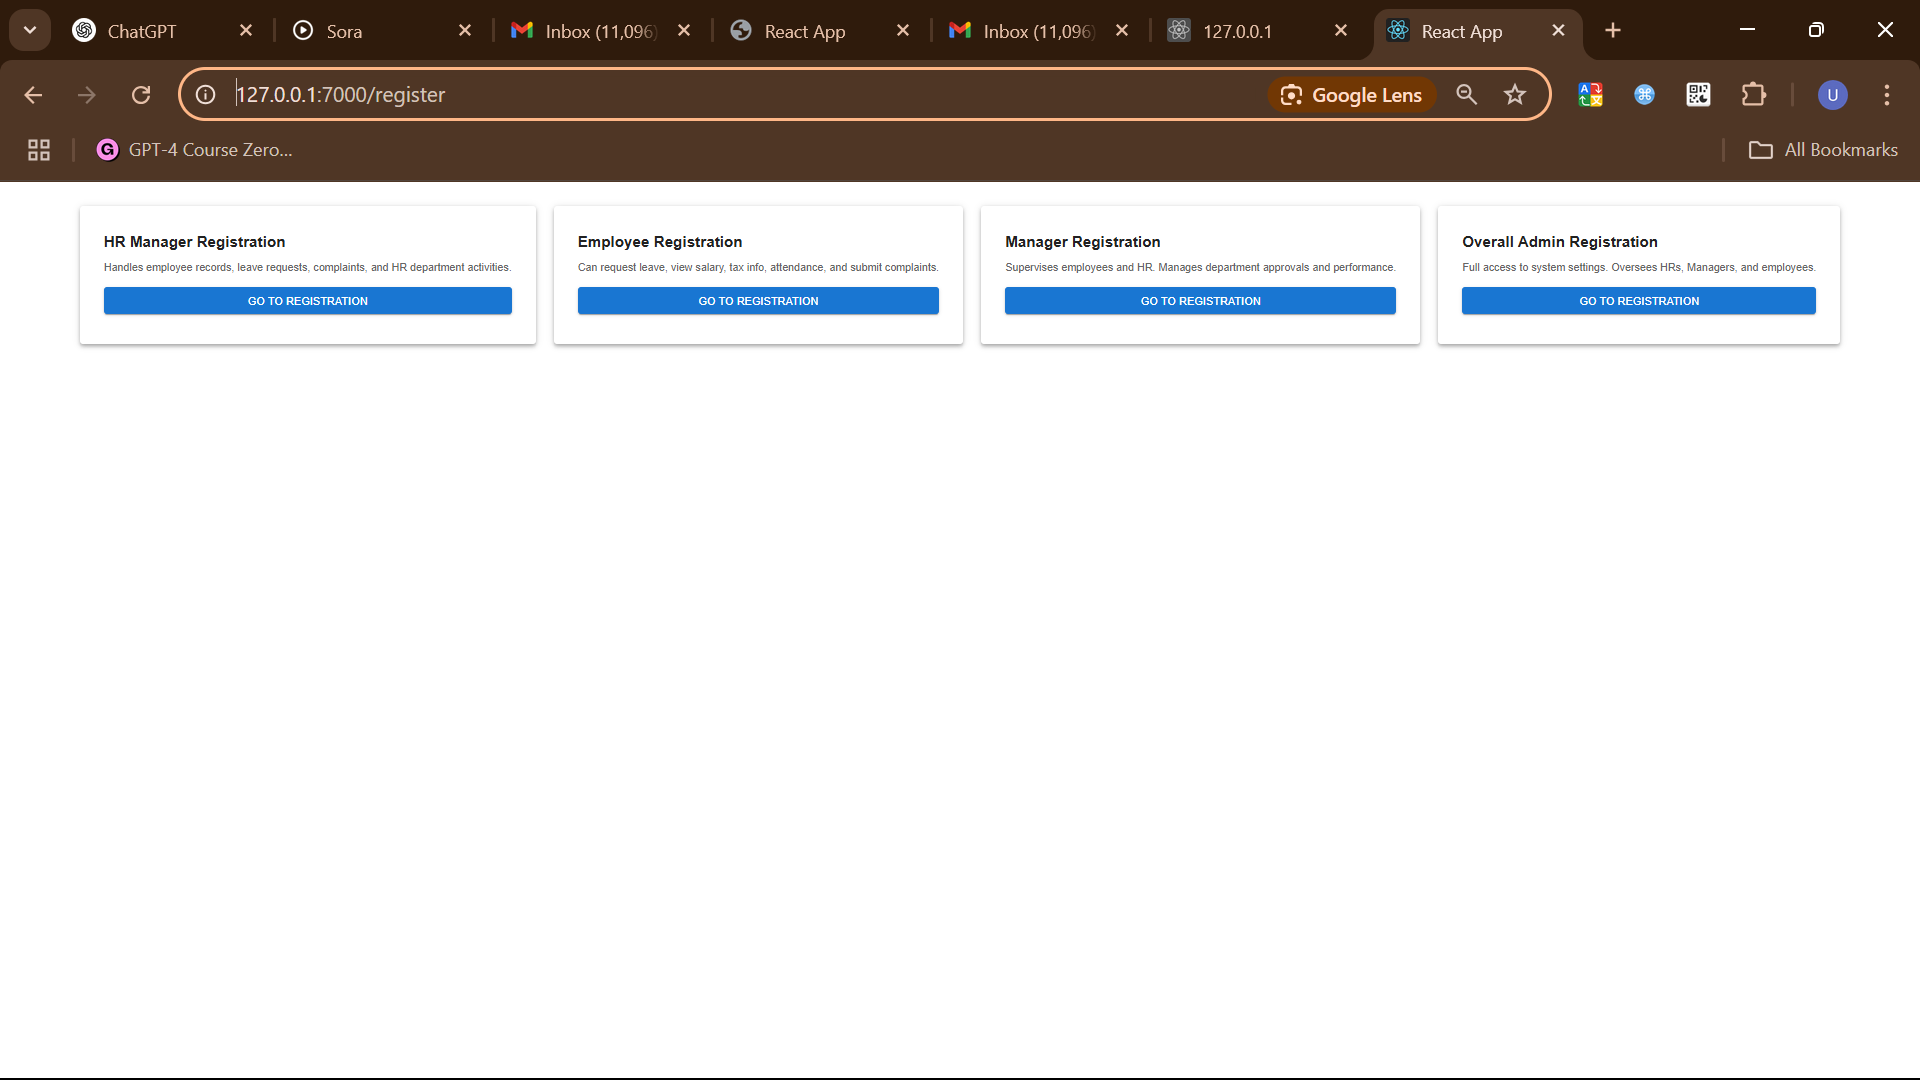 ChatGPT
Sora
Inbox (11,096)
React App
Inbox (11,096)
127.0.0.1
React App
127.0.0.1:7000/register
Google Lens
U
G
GPT-4 Course Zero...
All Bookmarks
HR Manager Registration
Handles employee records, leave requests, complaints, and HR department activities.
GO TO REGISTRATION
Employee Registration
Can request leave, view salary, tax info, attendance, and submit complaints.
GO TO REGISTRATION
Manager Registration
Supervises employees and HR. Manages department approvals and performance.
GO TO REGISTRATION
Overall Admin Registration
Full access to system settings. Oversees HRs, Managers, and employees.
GO TO REGISTRATION